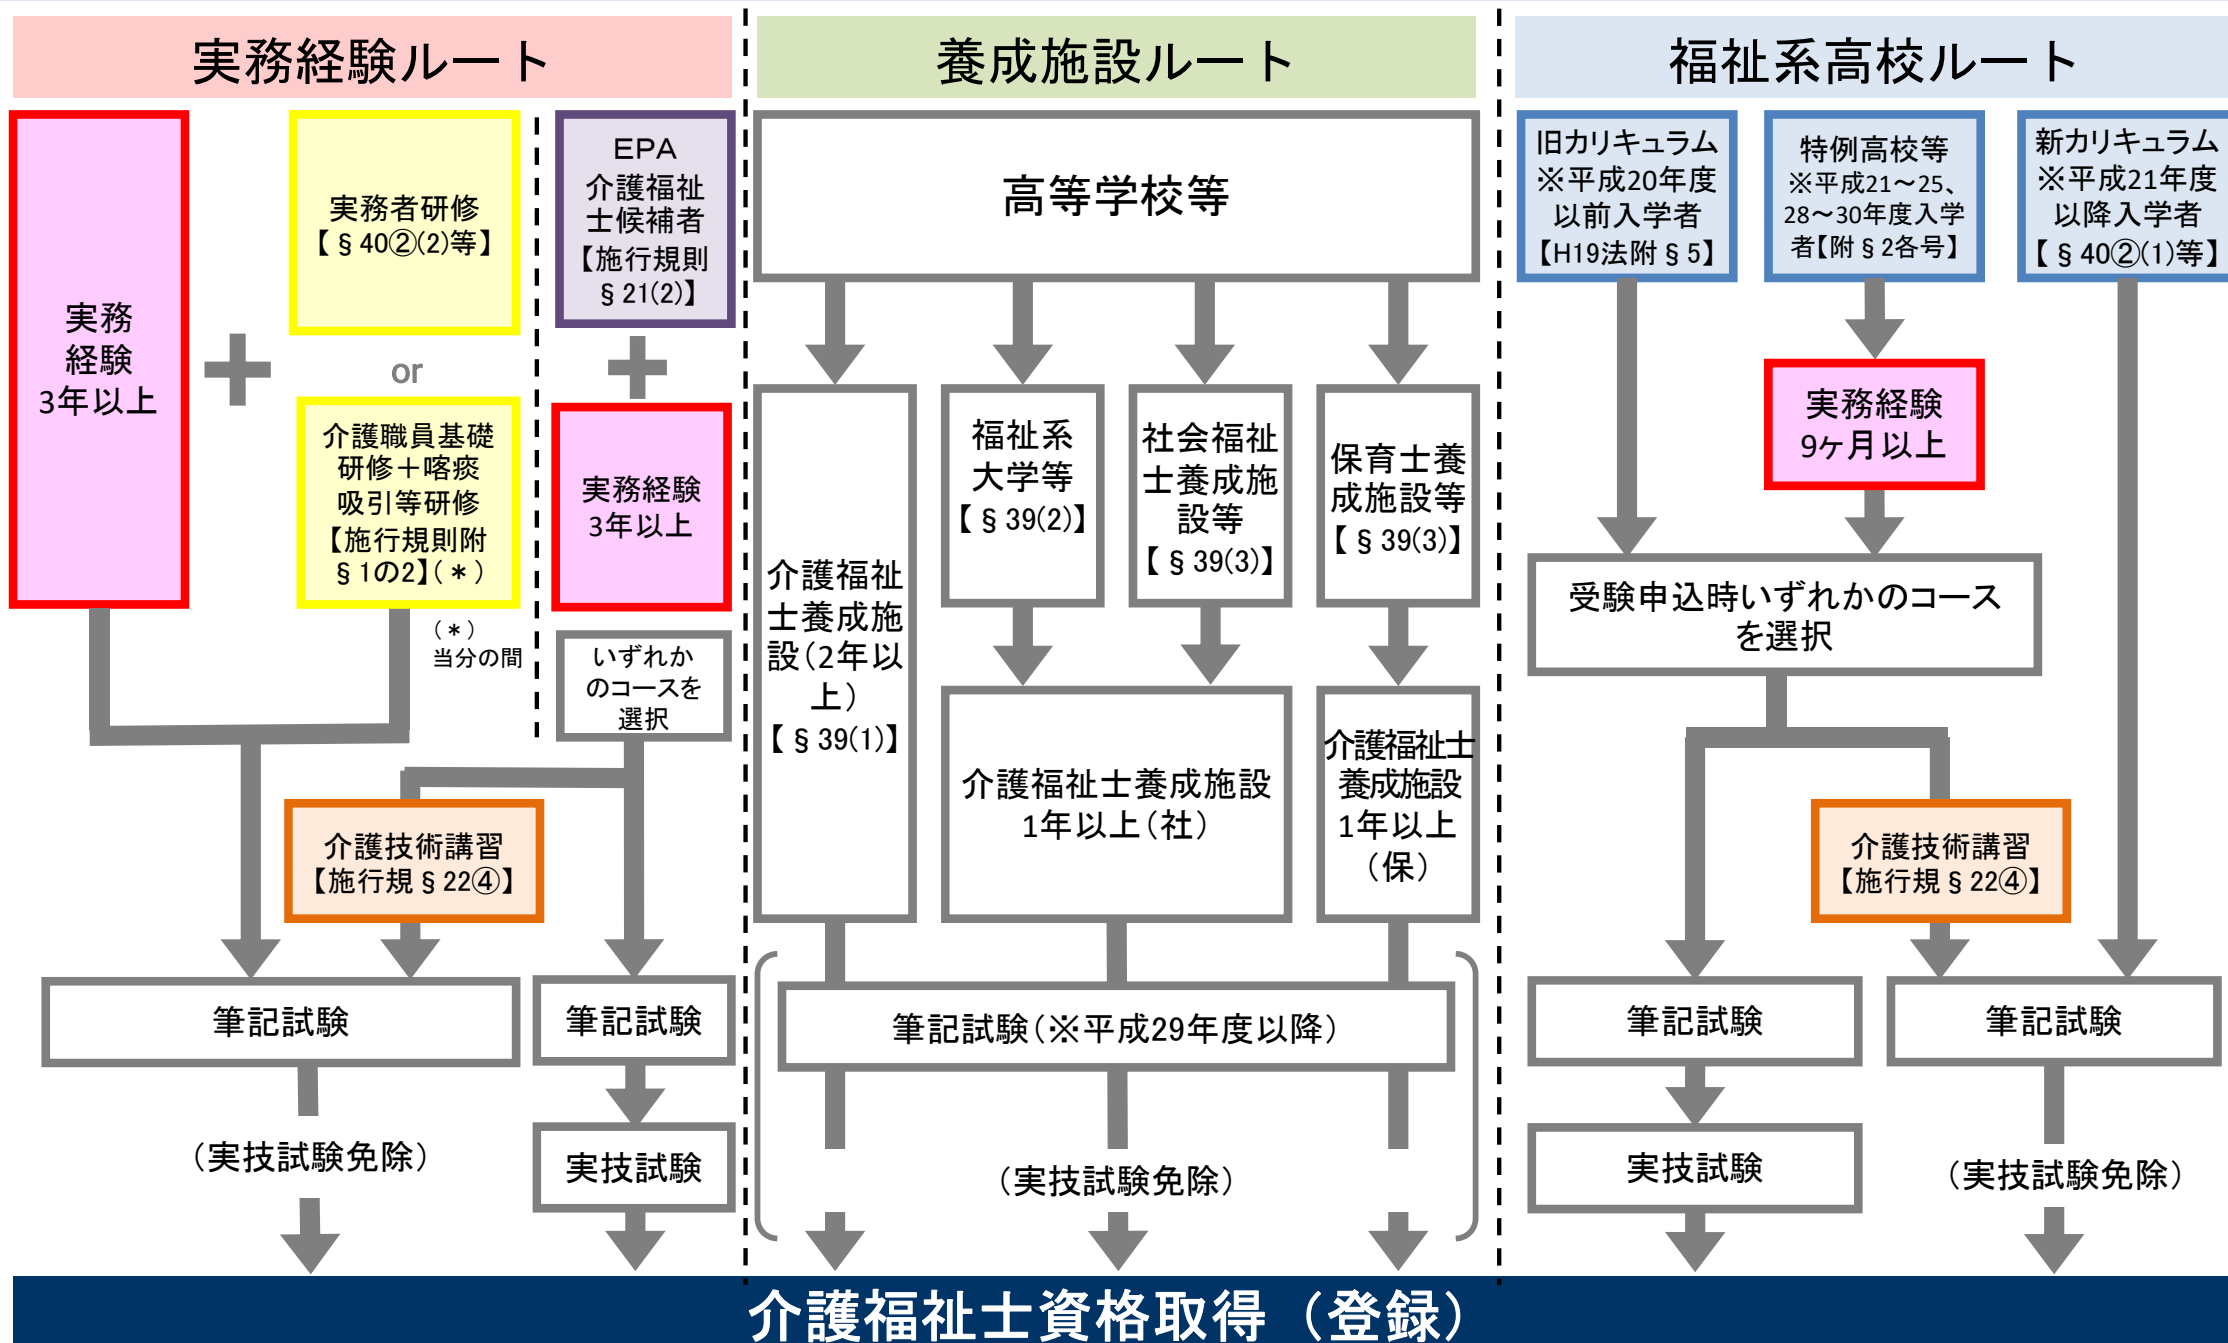 実務経験ルート
実務
経験
3年以上
実務者研修
【§40②(2)等】
or
介護職員基礎
研修＋喀痰
吸引等研修
【施行規則附
§1の2】(＊)
(＊)
当分の間
EPA
介護福祉
士候補者
【施行規則
§21(2)】
実務経験
3年以上
いずれか
のコースを
選択
介護技術講習
【施行規§22④】
筆記試験
(実技試験免除)
筆記試験
実技試験
養成施設ルート
高等学校等
介護福祉
士養成施
設(2年以
上)
【§39(1)】
福祉系
大学等
【§39(2)】
社会福祉
士養成施
設等
【§39(3)】
保育士養
成施設等
【§39(3)】
介護福祉士養成施設
1年以上(社)
介護福祉士
養成施設
1年以上
(保)
筆記試験(※平成29年度以降)
(実技試験免除)
福祉系高校ルート
旧カリキュラム
※平成20年度
以前入学者
【H19法附§5】
特例高校等
※平成21～25、
28～30年度入学
者【附§2各号】
新カリキュラム
※平成21年度
以降入学者
【§40②(1)等】
実務経験
9ヶ月以上
受験申込時いずれかのコース
を選択
介護技術講習
【施行規§22④】
筆記試験
実技試験
筆記試験
(実技試験免除)
介護福祉士資格取得（登録）